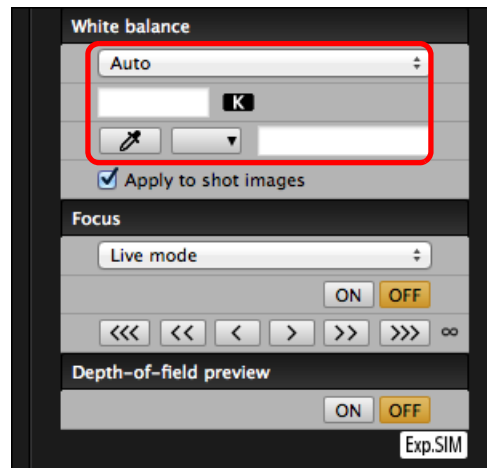 White balance
Auto
K
Apply to shot images
Focus
Live mode
ON OFF
<<< << < > >> >>> ∞
Depth-of-field preview
ON OFF
Exp.SIM